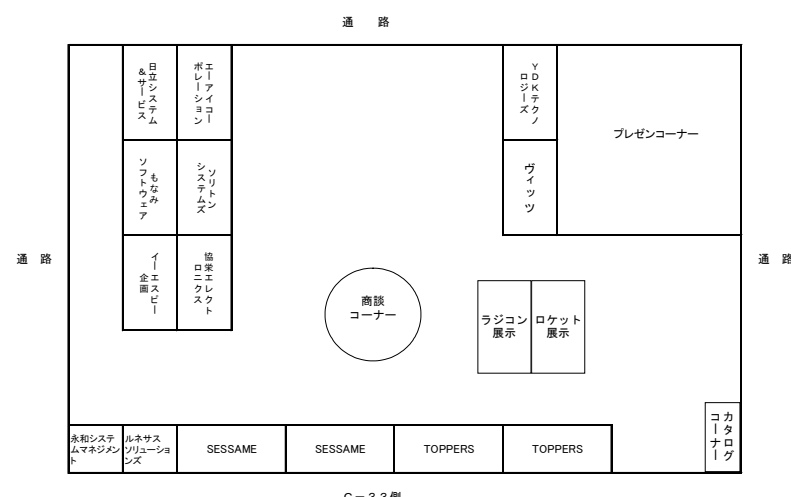 通 路
日立システム
&サービス
エーアイコー
ポレーション
YDKテクノ
ロジーズ
プレゼンコーナー
もなみ
ソフトウェア
ソリトン
システムズ
ヴィッツ
通 路
通 路
イーエスピー
企画
協栄エレクト
ロニクス
商談
コーナー
ラジコン
展示
ロケット
展示
カタログ
コーナー
永和システ
ムマネジメン
ト
ルネサス
ソリューショ
ンズ
SESSAME
SESSAME
TOPPERS
TOPPERS
C-33側